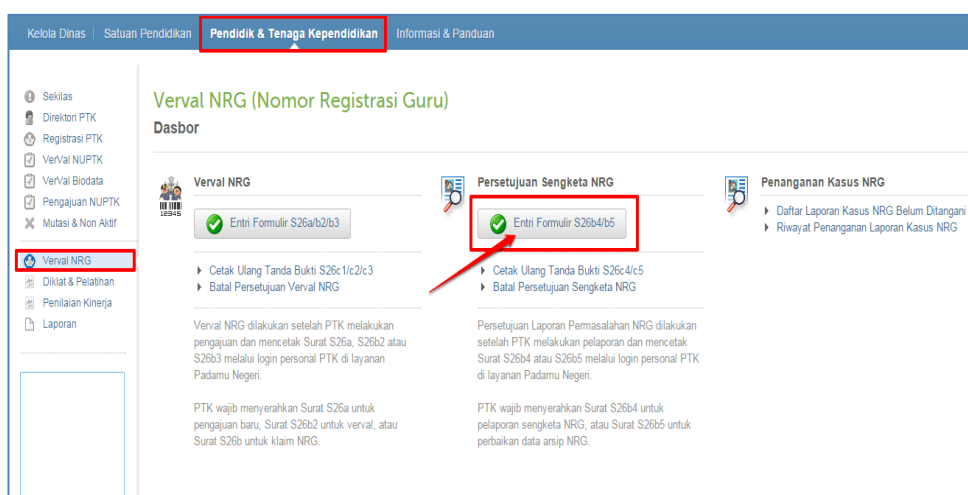 Kelola Dinas | Satuan Pendidikan Pendidik & Tenaga Kependidikan Informasi & Panduan
Sekilas
Direktori PTK
Registrasi PTK
VerVal NUPTK
VerVal Biodata
Pengajuan NUPTK
Mutasi & Non Aktif
Verval NRG
Diklat & Pelatihan
Penilaian Kinerja
Laporan
Verval NRG (Nomor Registrasi Guru)
Dasbor
12345
Verval NRG
Entri Formulir S26a/b2/b3
Cetak Ulang Tanda Bukti S26c1/c2/c3
Batal Persetujuan Verval NRG
Verval NRG dilakukan setelah PTK melakukan
pengajuan dan mencetak Surat S26a, S26b2 atau
S26b3 melalui login personal PTK di layanan
Padamu Negeri.
PTK wajib menyerahkan Surat S26a untuk
pengajuan baru, Surat S26b2 untuk verval, atau
Surat S26b untuk klaim NRG.
Persetujuan Sengketa NRG
Entri Formulir S26b4/b5
Cetak Ulang Tanda Bukti S26c4/c5
Batal Persetujuan Sengketa NRG
Persetujuan Laporan Permasalahan NRG dilakukan
setelah PTK melakukan pelaporan dan mencetak
Surat S26b4 atau S26b5 melalui login personal PTK
di layanan Padamu Negeri.
PTK wajib menyerahkan Surat S26b4 untuk
pelaporan sengketa NRG, atau Surat S26b5 untuk
perbaikan data arsip NRG.
Penanganan Kasus NRG
Daftar Laporan Kasus NRG Belum Ditangani
Riwayat Penanganan Laporan Kasus NRG